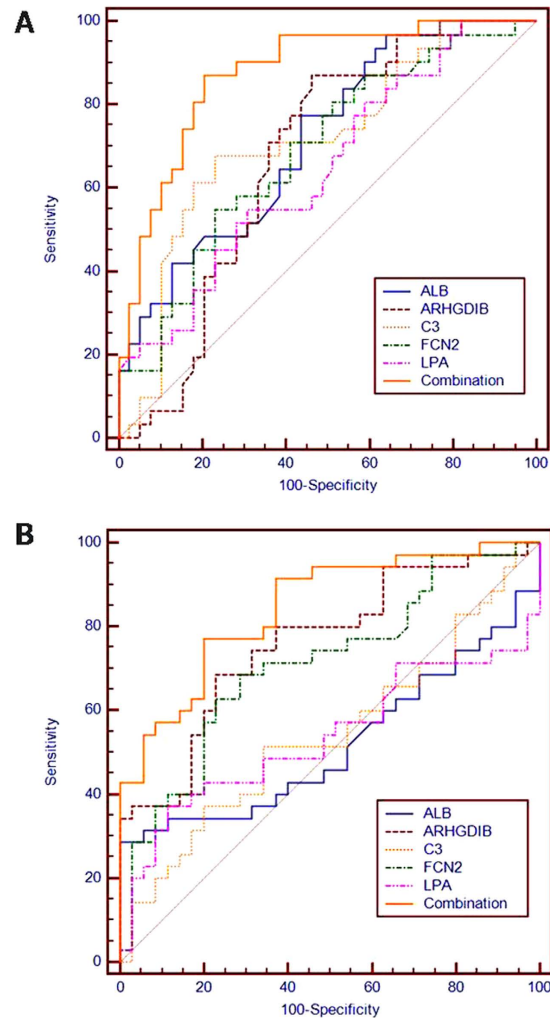 A
100
80
60
40
20
0
Sensitivity
0 20 40 60 80 100
100-Specificity
ALB
ARHGDIB
C3
FCN2
LPA
Combination
B
100
80
60
40
20
0
Sensitivity
0 20 40 60 80 100
100-Specificity
ALB
ARHGDIB
C3
FCN2
LPA
Combination